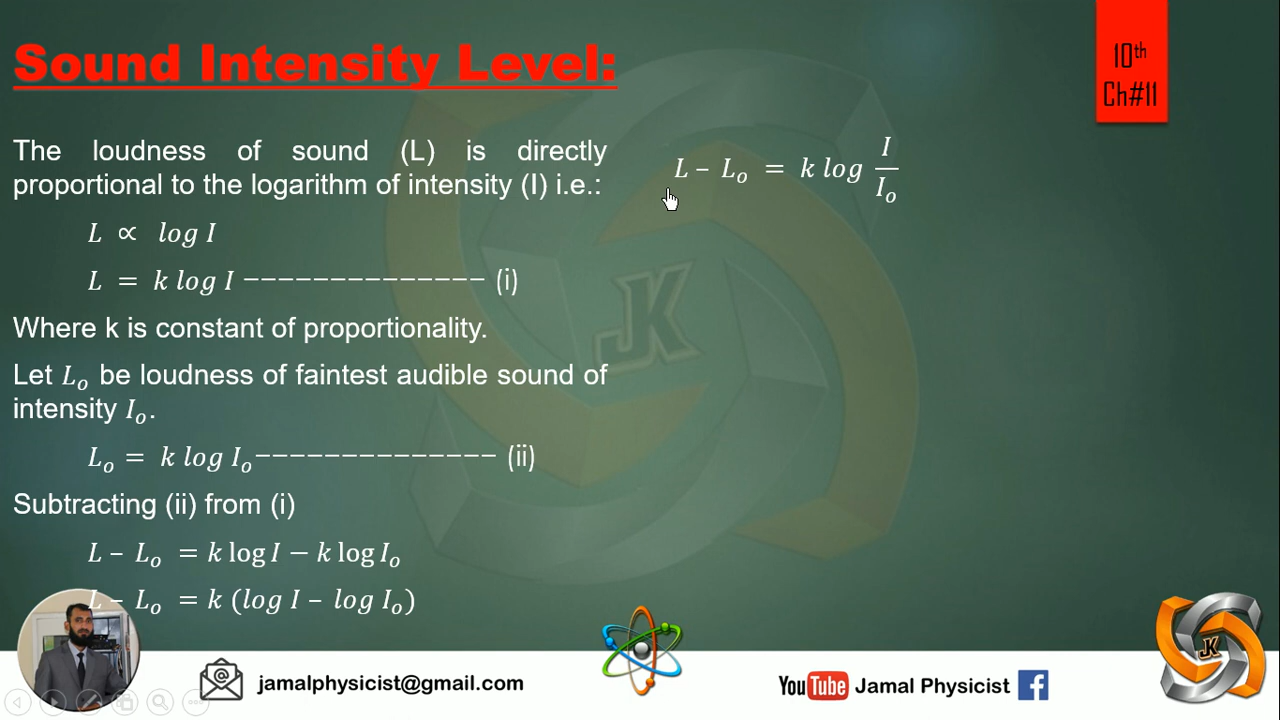 Sound Intensity Level:
10th
Ch#11
The loudness of sound (L) is directly
proportional to the logarithm of intensity (I) i.e.:
L ∝ log I
L = k log I −−−−−−−−−−−−−− (i)
Where k is constant of proportionality.
Let Lₒ be loudness of faintest audible sound of
intensity Iₒ.
Lₒ = k log Iₒ−−−−−−−−−−−−−− (ii)
Subtracting (ii) from (i)
L – Lₒ = k log I − k log Iₒ
L – Lₒ = k (log I – log Iₒ)
L – Lₒ = k log I/Iₒ
JK
jamalphysicist@gmail.com
YouTube Jamal Physicist f
JK